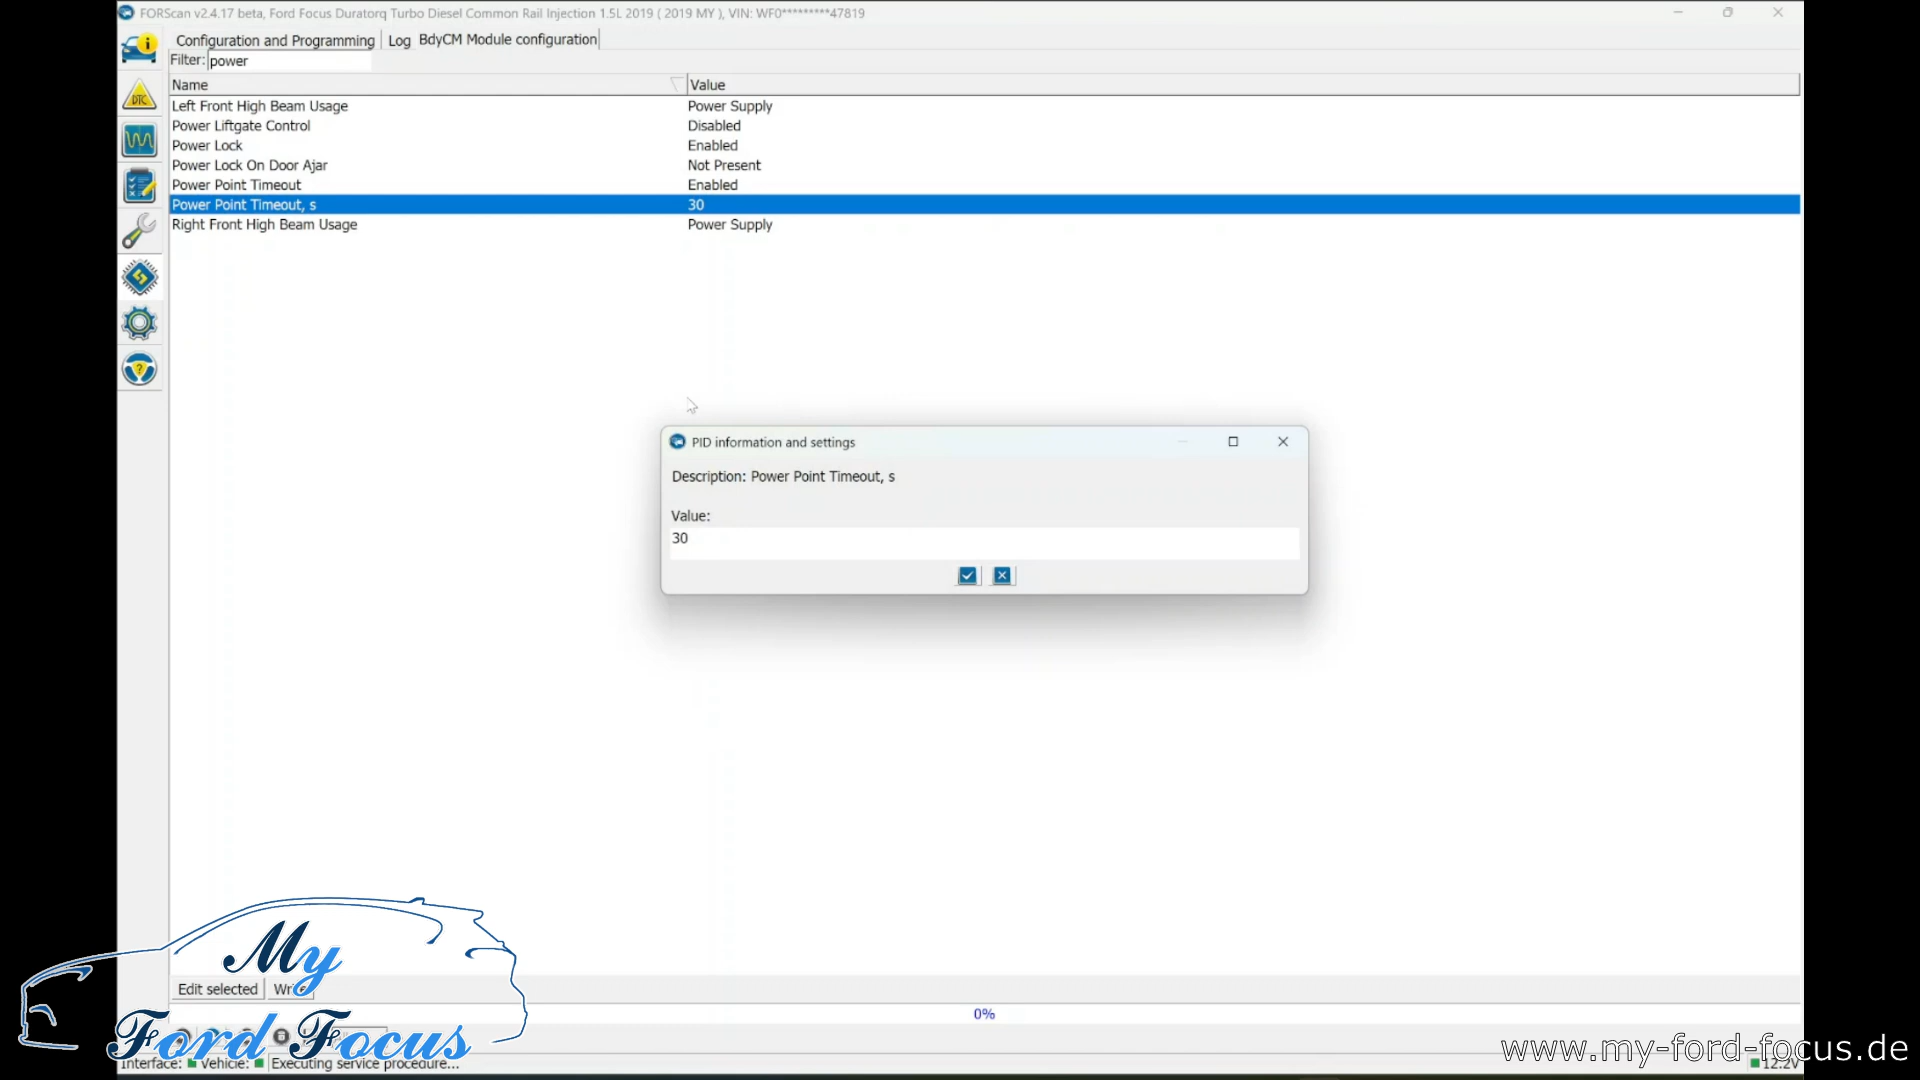 FORScan v2.4.17 beta, Ford Focus Duratorq Turbo Diesel Common Rail Injection 1.5L 2019 ( 2019 MY ), VIN: WF0*********47819
Configuration and Programming Log BdyCM Module configuration
Filter: power
Name Value
DTC
Left Front High Beam Usage Power Supply
Power Liftgate Control Disabled
Power Lock Enabled
Power Lock On Door Ajar Not Present
Power Point Timeout Enabled
Power Point Timeout, s 30
Right Front High Beam Usage Power Supply
PID information and settings
Description: Power Point Timeout, s
Value:
30
My
Edit selected Write
0%
Ford Focus
www.my-ford-focus.de
Interface: Vehicle: Executing service procedure... 12.2V